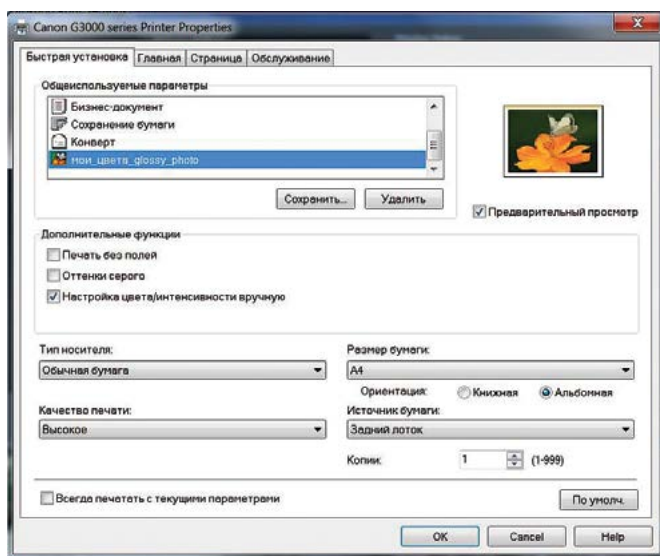 Canon G3000 series Printer Properties
Быстрая установка Главная Страница Обслуживание
Общеиспользуемые параметры
Бизнес-документ
Сохранение бумаги
Конверт
мои_цвета_glossy_photo
Сохранить... Удалить
Предварительный просмотр
Дополнительные функции
Печать без полей
Оттенки серого
Настройка цвета/интенсивности вручную
Тип носителя: Размер бумаги:
Обычная бумага A4
Ориентация: Книжная Альбомная
Качество печати: Источник бумаги:
Высокое Задний лоток
Копии: 1 (1-999)
Всегда печатать с текущими параметрами По умолч.
OK Cancel Help